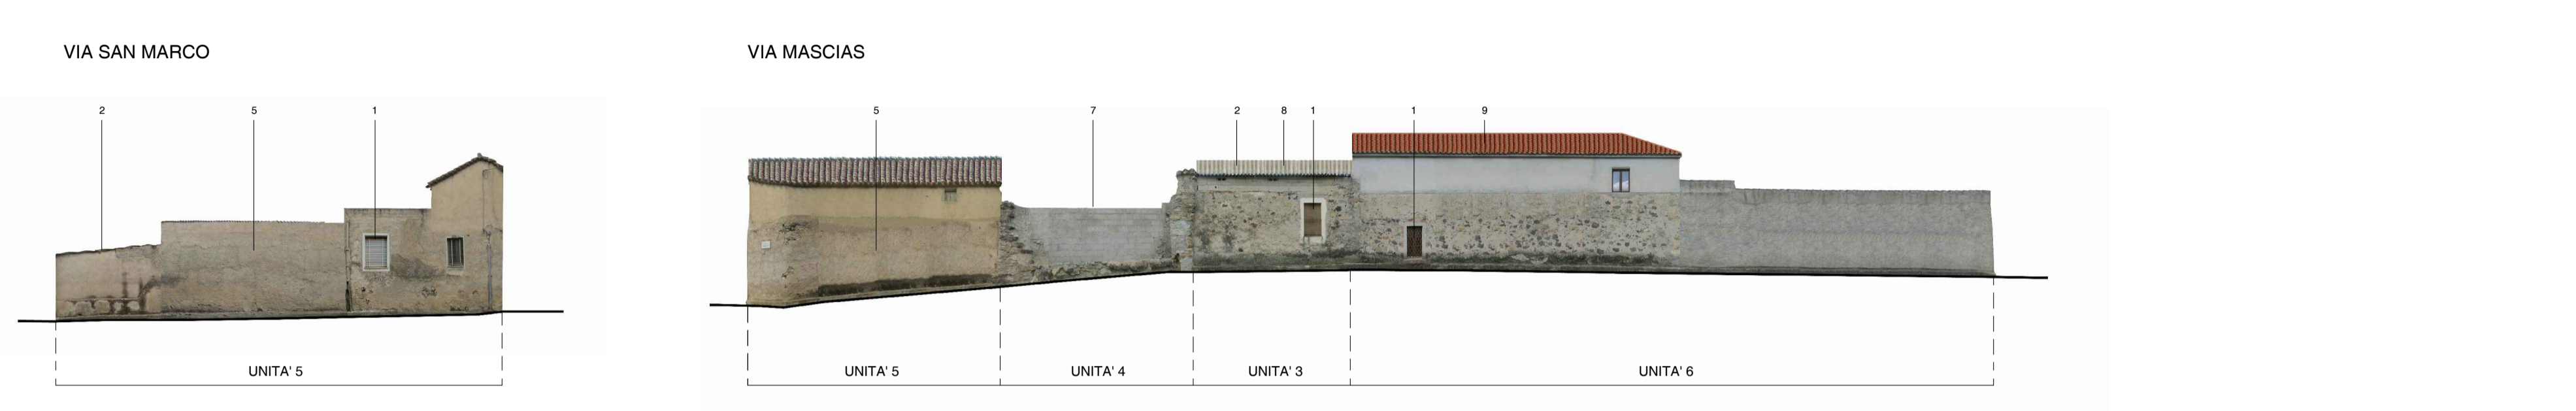 VIA SAN MARCO
2 5 1
UNITA' 5
VIA MASCIAS
5 7 2 8 1 1 9
UNITA' 5 UNITA' 4 UNITA' 3 UNITA' 6